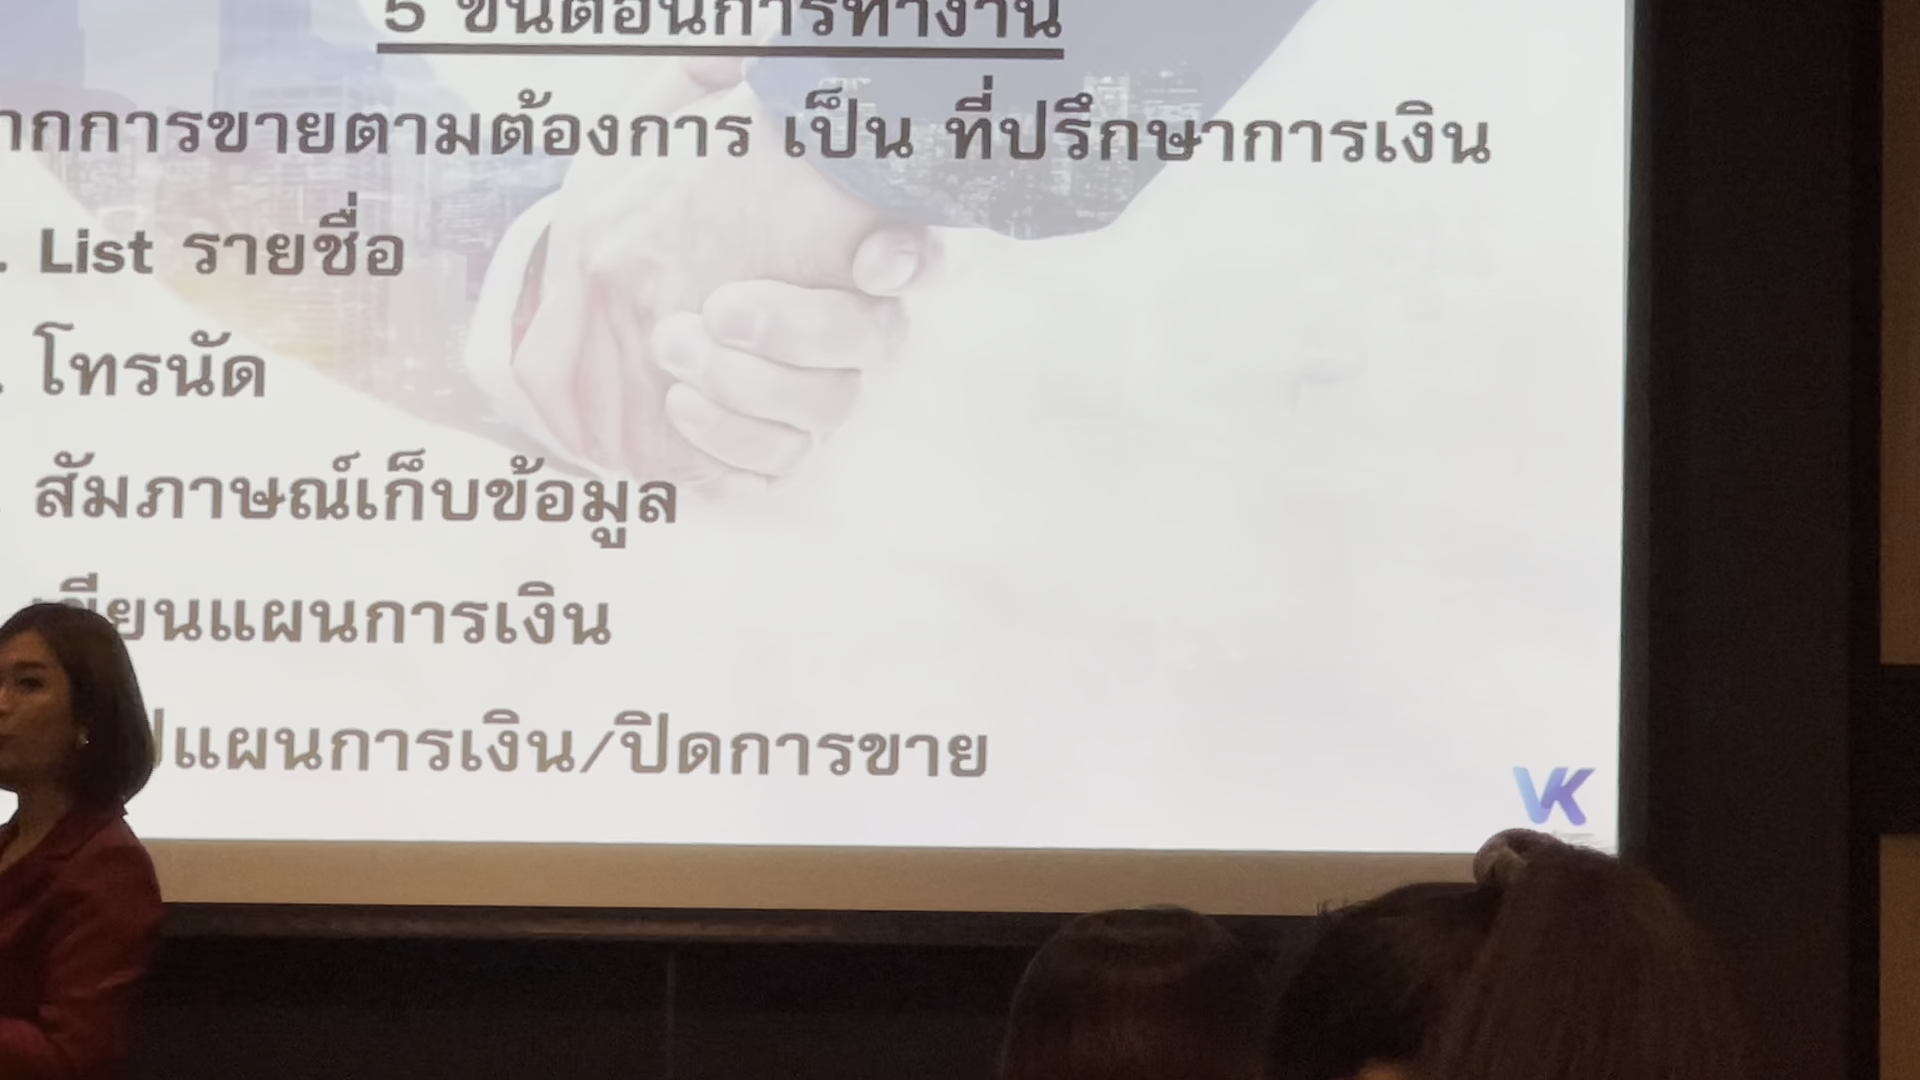 5 ขั้นตอนการทำงาน
ากการขายตามต้องการ เป็น ที่ปรึกษาการเงิน
. List รายชื่อ
. โทรนัด
. สัมภาษณ์เก็บข้อมูล
เขียนแผนการเงิน
แผนการเงิน/ปิดการขาย
VK